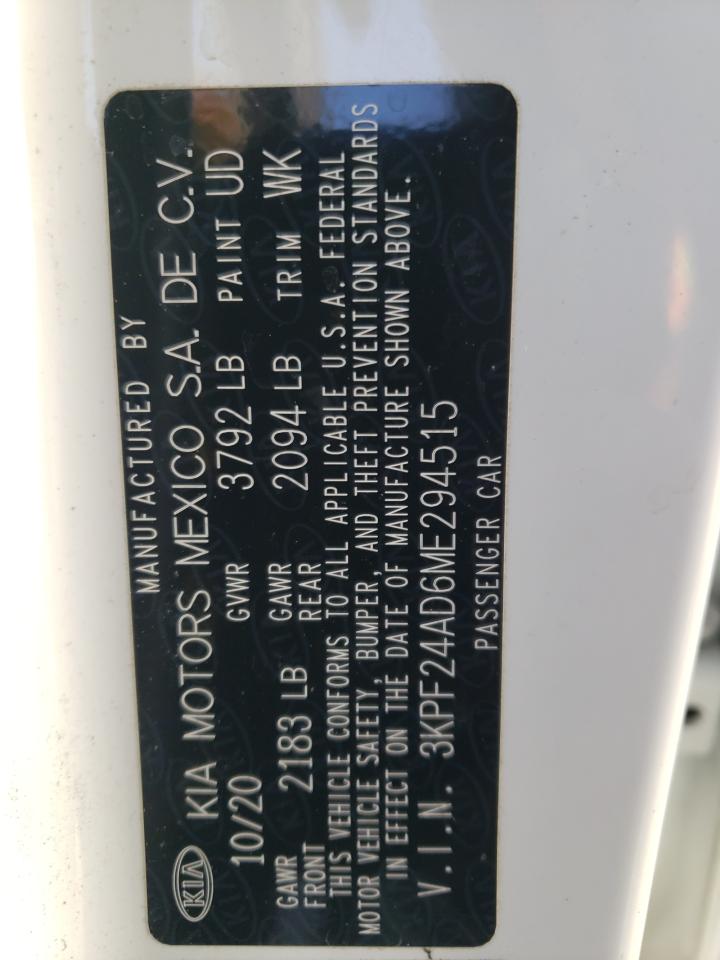 MANUFACTURED BY
KIA KIA MOTORS MEXICO S.A. DE C.V.
10/20 GVWR 3792 LB PAINT UD
GAWR FRONT 2183 LB GAWR REAR 2094 LB TRIM WK
THIS VEHICLE CONFORMS TO ALL APPLICABLE U.S.A. FEDERAL
MOTOR VEHICLE SAFETY, BUMPER, AND THEFT PREVENTION STANDARDS
IN EFFECT ON THE DATE OF MANUFACTURE SHOWN ABOVE.
V.I.N. 3KPF24AD6ME294515
PASSENGER CAR